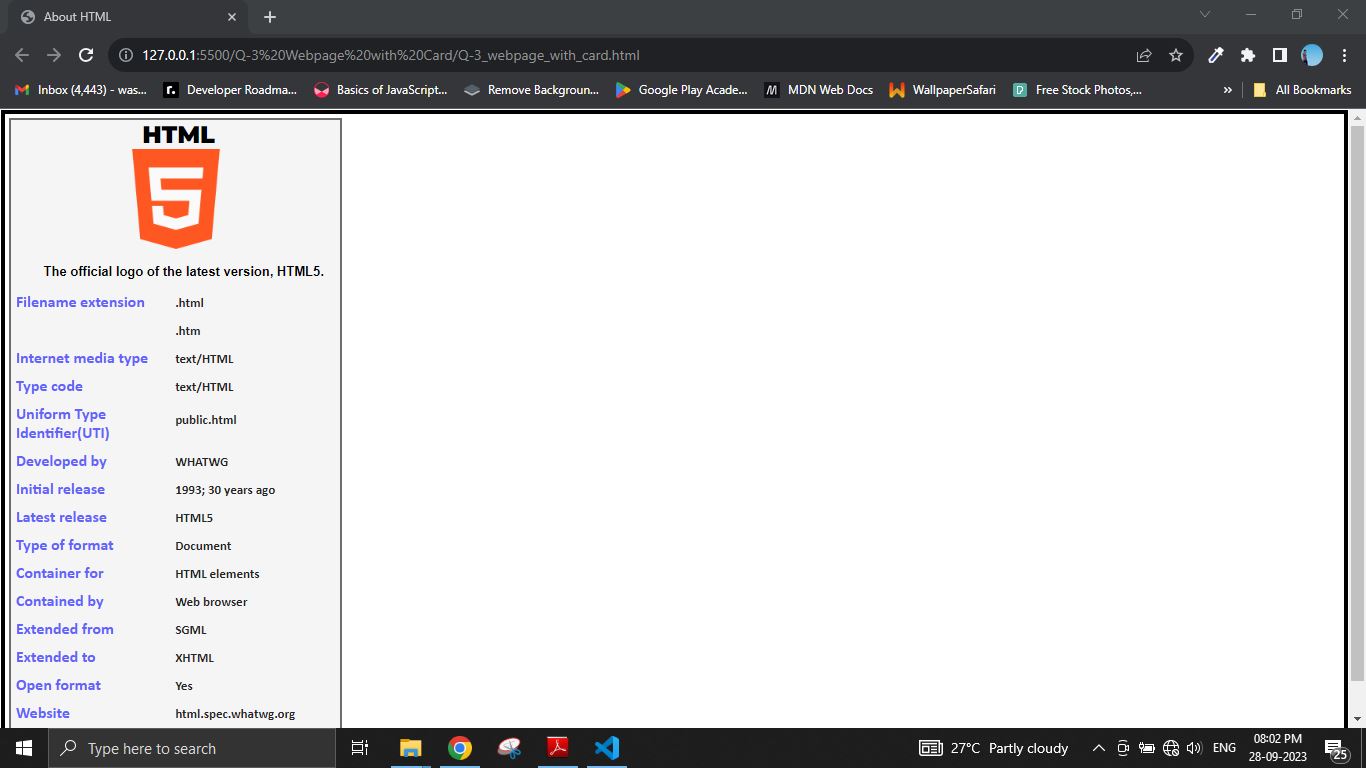 About HTML
127.0.0.1:5500/Q-3%20Webpage%20with%20Card/Q-3_webpage_with_card.html
Inbox (4,443) - was... Developer Roadma... Basics of JavaScript... Remove Backgroun... Google Play Acade... MDN Web Docs WallpaperSafari Free Stock Photos,... » All Bookmarks
HTML
5
The official logo of the latest version, HTML5.
Filename extension .html
.htm
Internet media type text/HTML
Type code text/HTML
Uniform Type
Identifier(UTI) public.html
Developed by WHATWG
Initial release 1993; 30 years ago
Latest release HTML5
Type of format Document
Container for HTML elements
Contained by Web browser
Extended from SGML
Extended to XHTML
Open format Yes
Website html.spec.whatwg.org
Type here to search 27°C Partly cloudy ENG 08:02 PM
28-09-2023 25